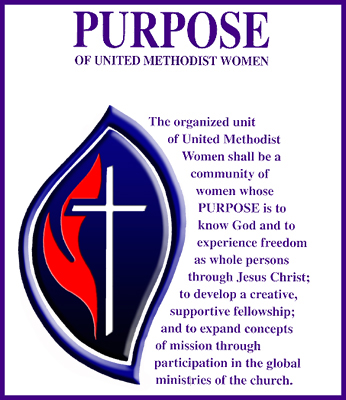 PURPOSE
OF UNITED METHODIST WOMEN
The organized unit
of United Methodist
Women shall be a
community of
women whose
PURPOSE is to
know God and to
experience freedom
as whole persons
through Jesus Christ;
to develop a creative,
supportive fellowship;
and to expand concepts
of mission through
participation in the global
ministries of the church.